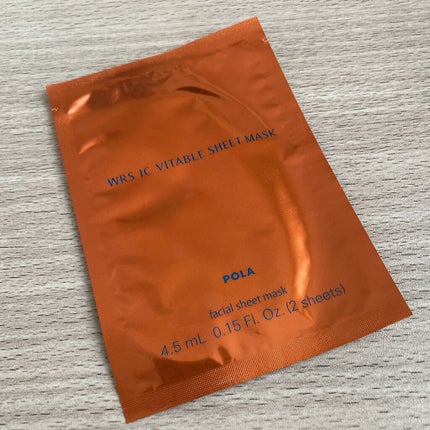 WRS IC VITABLE SHEET MASK
POLA
facial sheet mask
4.5 mL 0.15 Fl. Oz. (2 sheets)